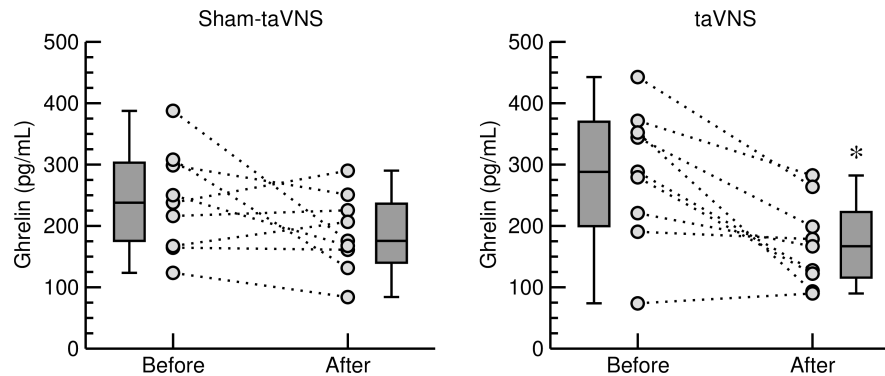 Sham-taVNS
Ghrelin (pg/mL)
500
400
300
200
100
0
Before After
taVNS
Ghrelin (pg/mL)
500
400
300
200
100
0
*
Before After